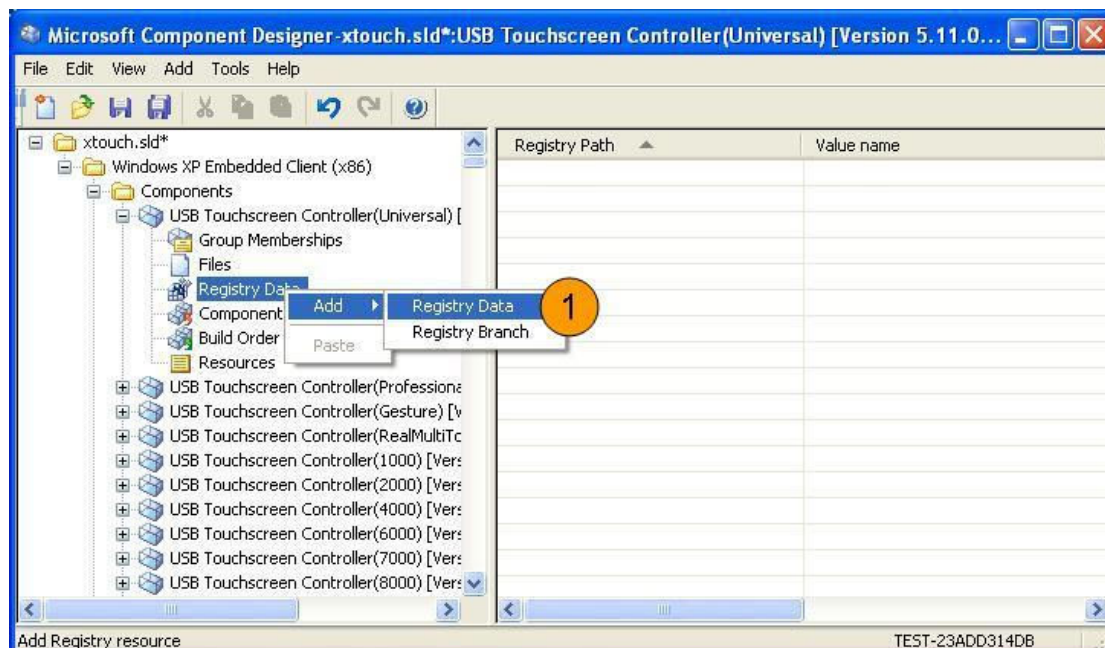 Microsoft Component Designer-xtouch.sld*:USB Touchscreen Controller(Universal) [Version 5.11.0...
File Edit View Add Tools Help
xtouch.sld*
Windows XP Embedded Client (x86)
Components
USB Touchscreen Controller(Universal) [
Group Memberships
Files
Registry Data
Component
Build Order
Resources
USB Touchscreen Controller(Professiona
USB Touchscreen Controller(Gesture) [V
USB Touchscreen Controller(RealMultiTo
USB Touchscreen Controller(1000) [Vers
USB Touchscreen Controller(2000) [Vers
USB Touchscreen Controller(4000) [Vers
USB Touchscreen Controller(6000) [Vers
USB Touchscreen Controller(7000) [Vers
USB Touchscreen Controller(8000) [Vers
Add
Paste
Registry Data
Registry Branch
1
Registry Path Value name
Add Registry resource TEST-23ADD314DB